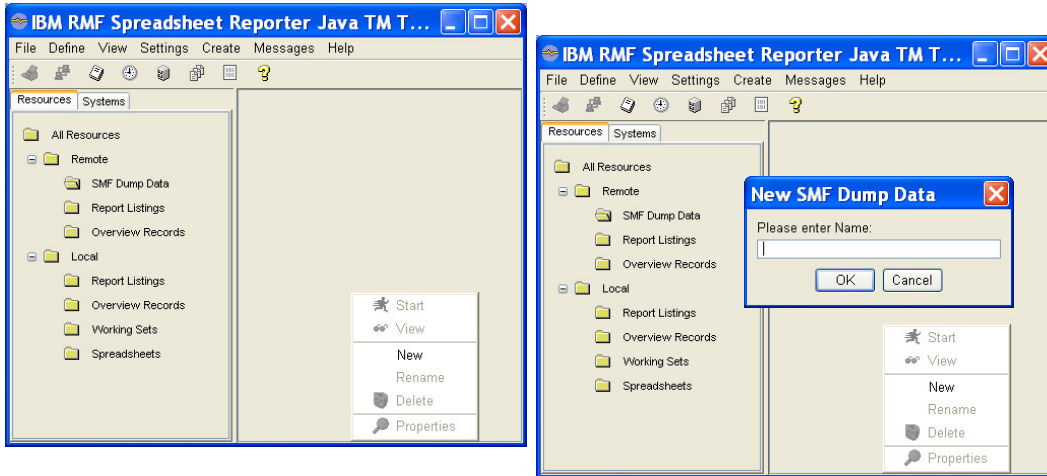 IBM RMF Spreadsheet Reporter Java TM T...
File Define View Settings Create Messages Help
Resources Systems
All Resources
Remote
SMF Dump Data
Report Listings
Overview Records
Local
Report Listings
Overview Records
Working Sets
Spreadsheets
Start
View
New
Rename
Delete
Properties
IBM RMF Spreadsheet Reporter Java TM T...
File Define View Settings Create Messages Help
Resources Systems
All Resources
Remote
SMF Dump Data
Report Listings
Overview Records
Local
Report Listings
Overview Records
Working Sets
Spreadsheets
New SMF Dump Data
Please enter Name:
OK Cancel
Start
View
New
Rename
Delete
Properties